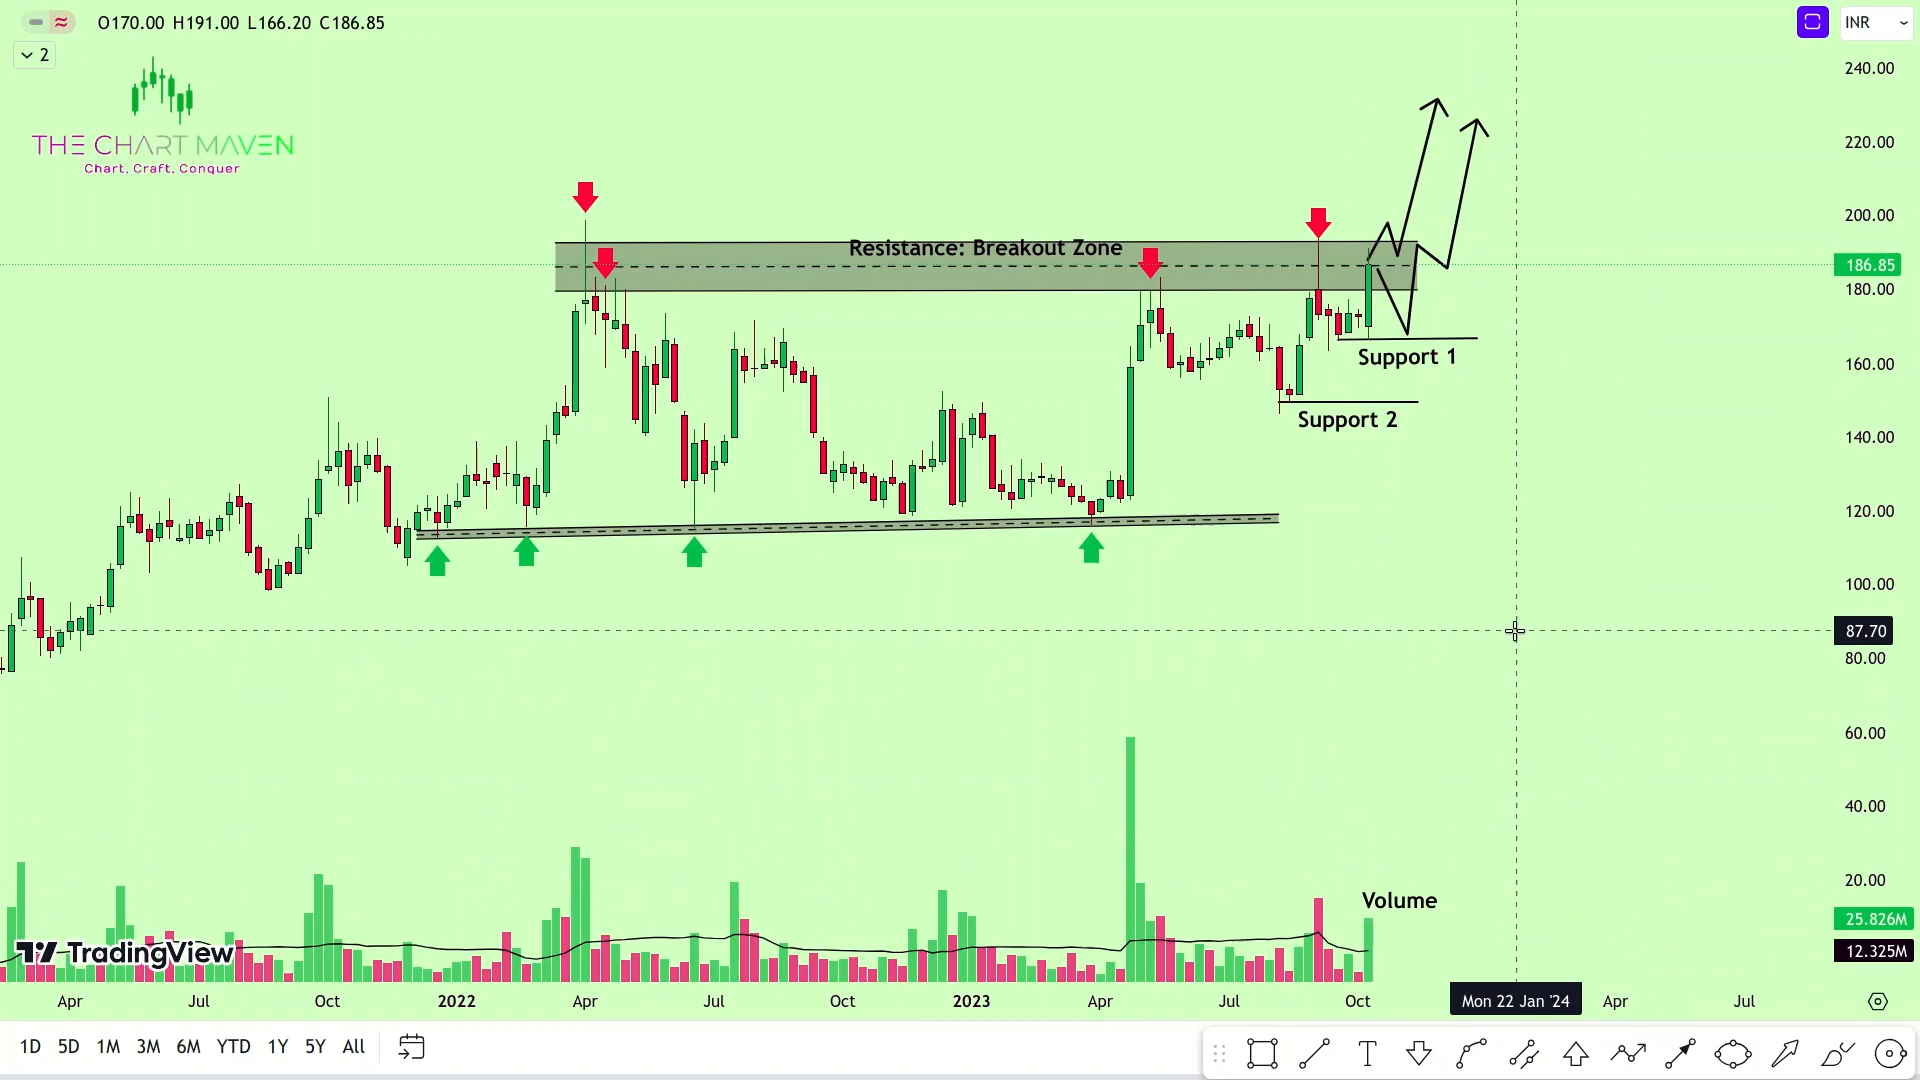 O170.00 H191.00 L166.20 C186.85
INR
2
THE CHART MAVEN
Chart, Craft, Conquer
240.00
220.00
200.00
Resistance: Breakout Zone
186.85
180.00
Support 1
160.00
Support 2
140.00
120.00
100.00
87.70
80.00
60.00
40.00
20.00
Volume
25.826M
12.325M
TradingView
Apr Jul Oct 2022 Apr Jul Oct 2023 Apr Jul Oct Mon 22 Jan '24 Apr Jul
1D 5D 1M 3M 6M YTD 1Y 5Y All